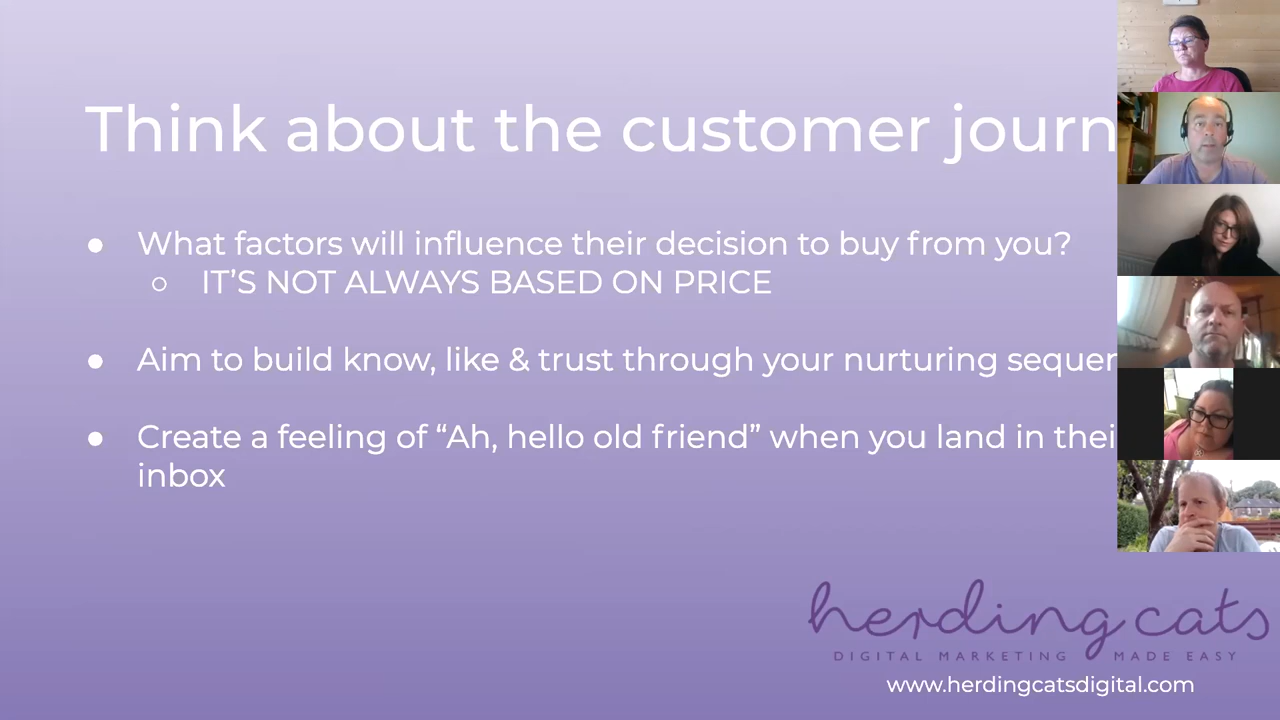 Think about the customer journ
● What factors will influence their decision to buy from you?
○ IT’S NOT ALWAYS BASED ON PRICE
● Aim to build know, like & trust through your nurturing sequen
● Create a feeling of “Ah, hello old friend” when you land in thei
inbox
herding cats
DIGITAL MARKETING MADE EASY
www.herdingcatsdigital.com